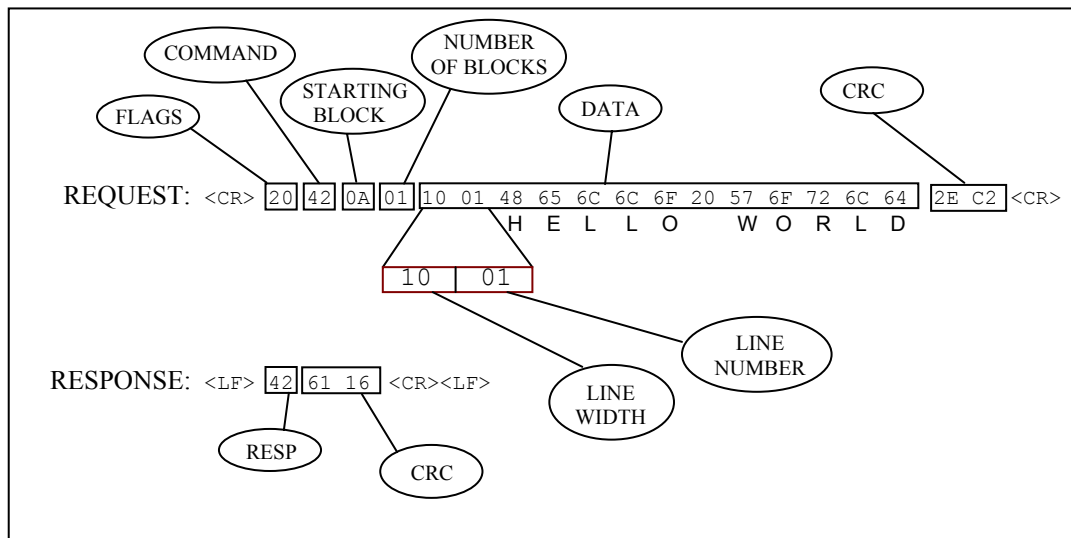 COMMAND
NUMBER
OF BLOCKS
STARTING
BLOCK
DATA
CRC
FLAGS
REQUEST: <CR> 20 42 0A 01 10 01 48 65 6C 6C 6F 20 57 6F 72 6C 64 2E C2 <CR>
H E L L O W O R L D
10 01
LINE
NUMBER
RESPONSE: <LF> 42 61 16 <CR><LF>
LINE
WIDTH
RESP
CRC